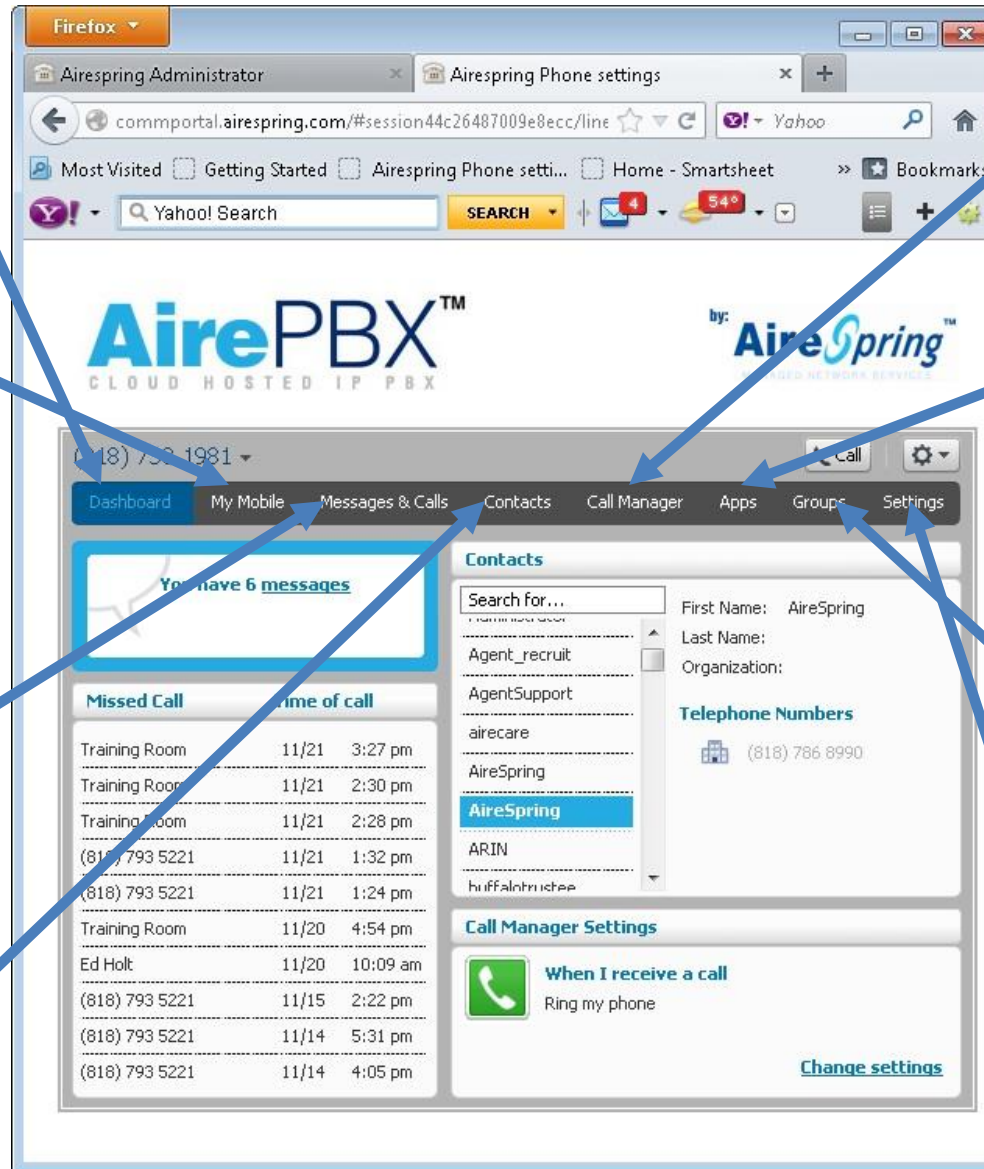 Firefox
Airespring Administrator
Airespring Phone settings
commportal.airespring.com/#session44c26487009e8ecc/line
Yahoo
Most Visited
Getting Started
Airespring Phone setti...
Home - Smartsheet
» Bookmarks
Yahoo! Search
SEARCH
4
54°
AirePBX™
CLOUD HOSTED IP PBX
by:
AireSpring™
MANAGED NETWORK SERVICES
1981
Call
Dashboard
My Mobile
Messages & Calls
Contacts
Call Manager
Apps
Groups
Settings
You have 6 messages
Missed Call
Time of call
Training Room 11/21 3:27 pm
Training Room 11/21 2:30 pm
Training Room 11/21 2:28 pm
(818) 793 5221 11/21 1:32 pm
(818) 793 5221 11/21 1:24 pm
Training Room 11/20 4:54 pm
Ed Holt 11/20 10:09 am
(818) 793 5221 11/15 2:22 pm
(818) 793 5221 11/14 5:31 pm
(818) 793 5221 11/14 4:05 pm
Contacts
Search for...
Administrator
Agent_recruit
AgentSupport
airecare
AireSpring
AireSpring
ARIN
buffalotrustee
First Name: AireSpring
Last Name:
Organization:
Telephone Numbers
(818) 786 8990
Call Manager Settings
When I receive a call
Ring my phone
Change settings